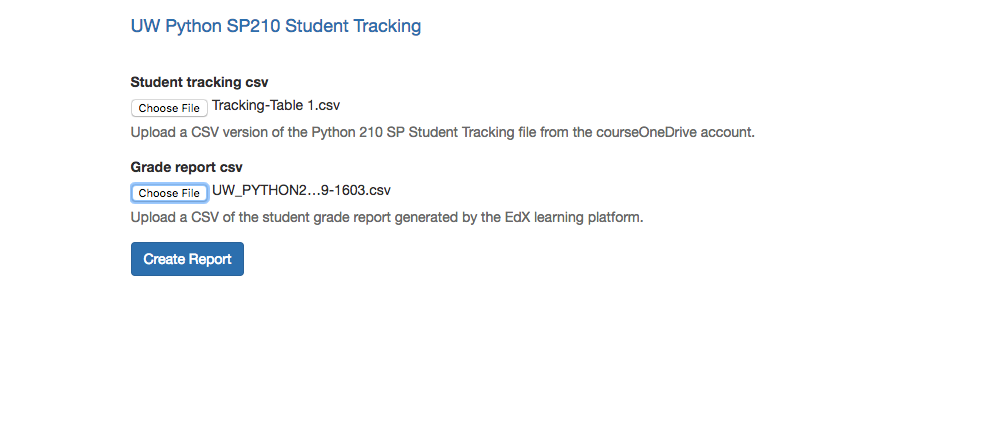 UW Python SP210 Student Tracking
Student tracking csv
Choose File Tracking-Table 1.csv
Upload a CSV version of the Python 210 SP Student Tracking file from the courseOneDrive account.
Grade report csv
Choose File UW_PYTHON2...9-1603.csv
Upload a CSV of the student grade report generated by the EdX learning platform.
Create Report